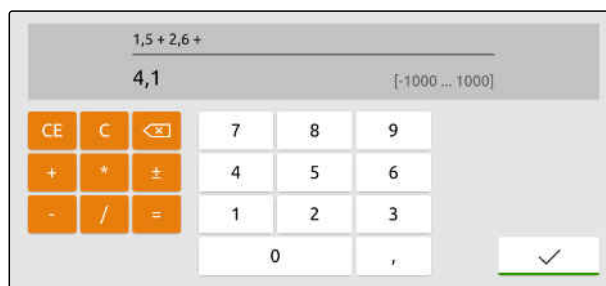 1,5 + 2,6 +
4,1 [-1000 ... 1000]
CE C 7 8 9
+ * ± 4 5 6
- / = 1 2 3
0 ,